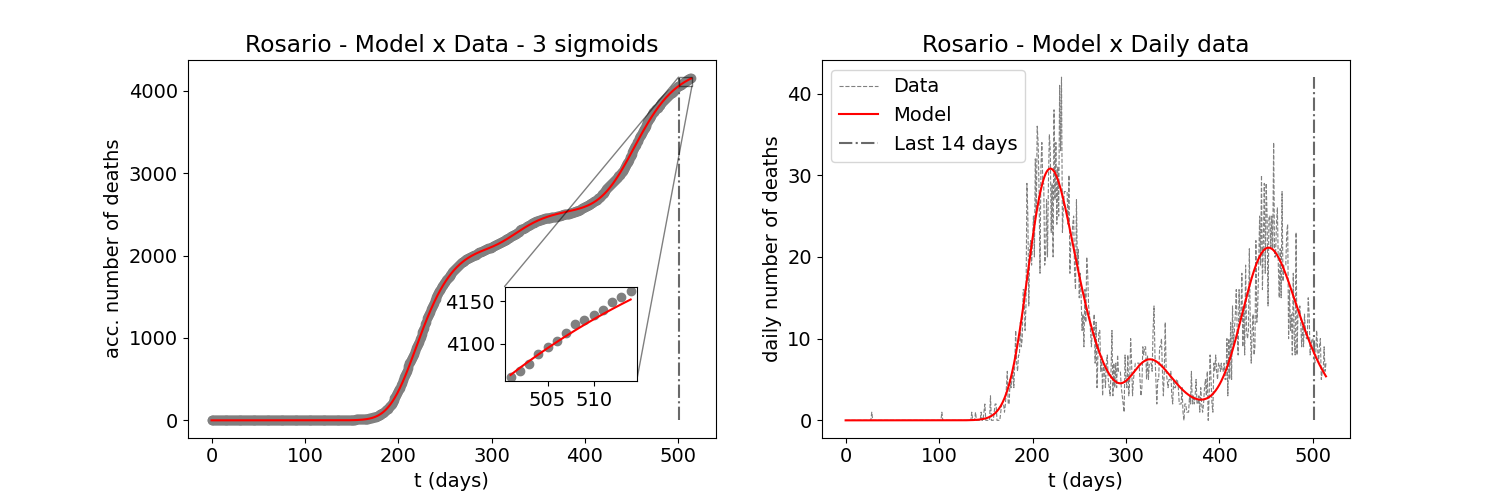 Rosario - Model x Data - 3 sigmoids
acc. number of deaths
4000
3000
2000
1000
0
4150
4100
505 510
0 100 200 300 400 500
t (days)
Rosario - Model x Daily data
Data
Model
Last 14 days
daily number of deaths
40
30
20
10
0
0 100 200 300 400 500
t (days)